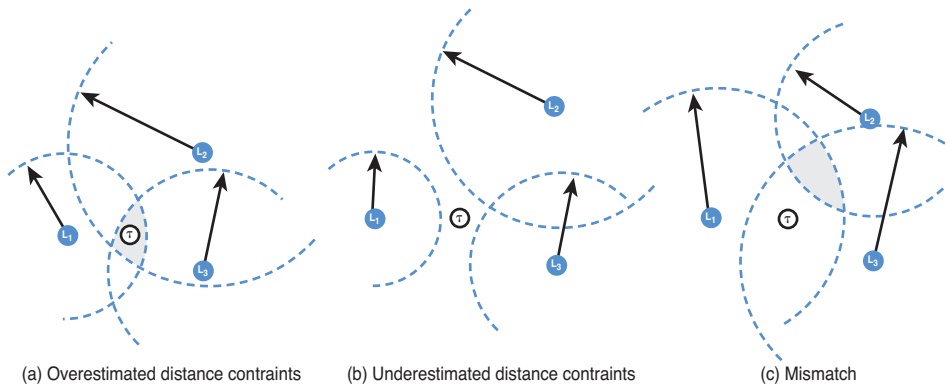 L₂
L₁
τ
L₃
(a) Overestimated distance contraints
L₂
L₁
τ
L₃
(b) Underestimated distance contraints
L₂
L₁
τ
L₃
(c) Mismatch